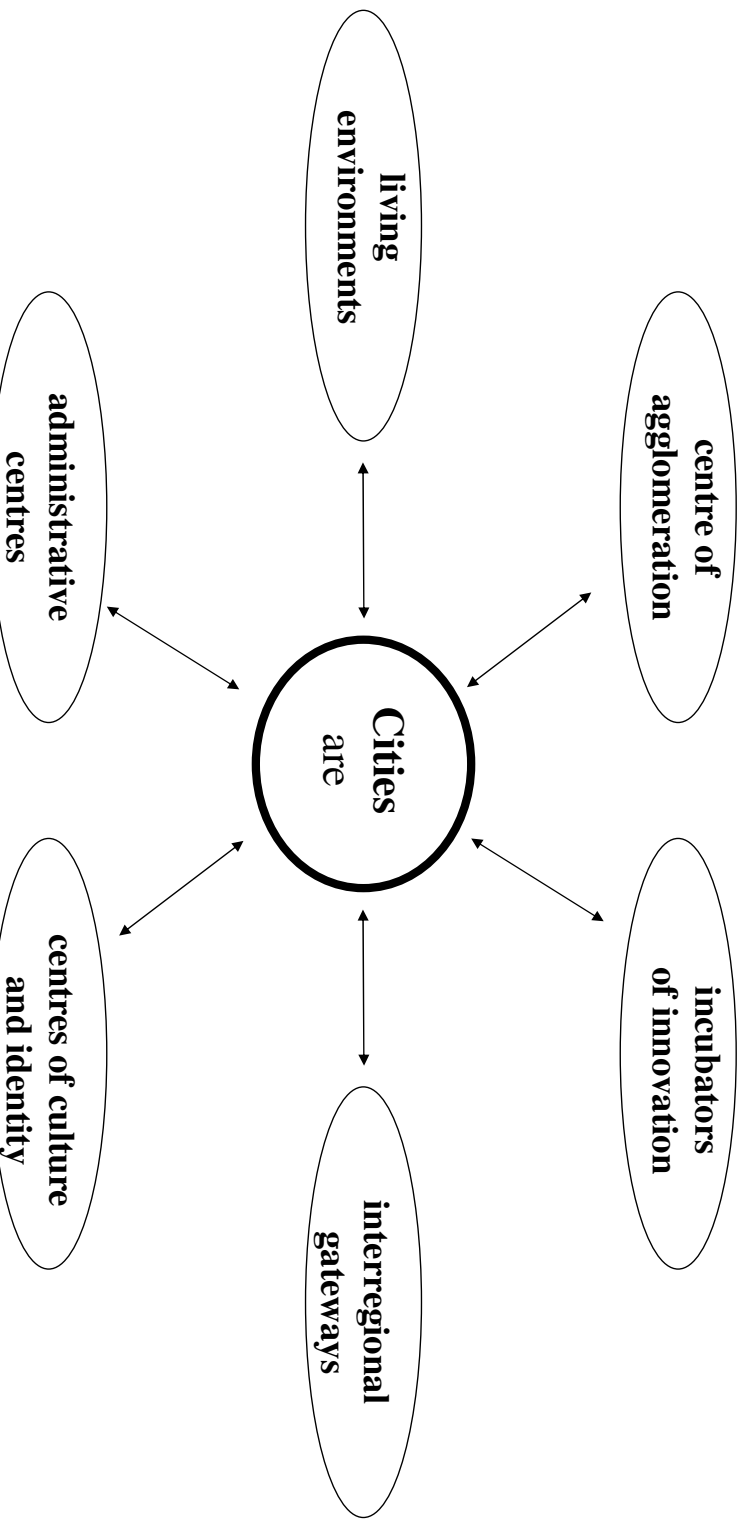 centre of
agglomeration
incubators
of innovation
living
environments
Cities
are
interregional
gateways
administrative
centres
centres of culture
and identity